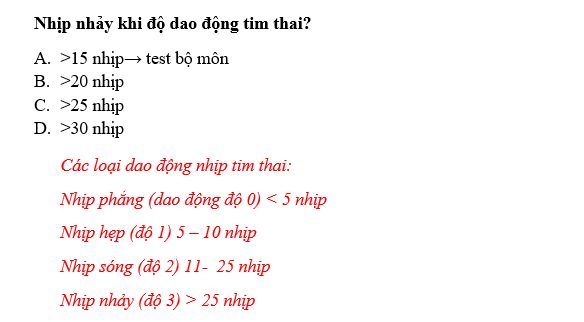 Nhịp nhảy khi độ dao động tim thai?
A. >15 nhịp→ test bộ môn
B. >20 nhịp
C. >25 nhịp
D. >30 nhịp
Các loại dao động nhịp tim thai:
Nhịp phẳng (dao động độ 0) < 5 nhịp
Nhịp hẹp (độ 1) 5 – 10 nhịp
Nhịp sóng (độ 2) 11- 25 nhịp
Nhịp nhảy (độ 3) > 25 nhịp